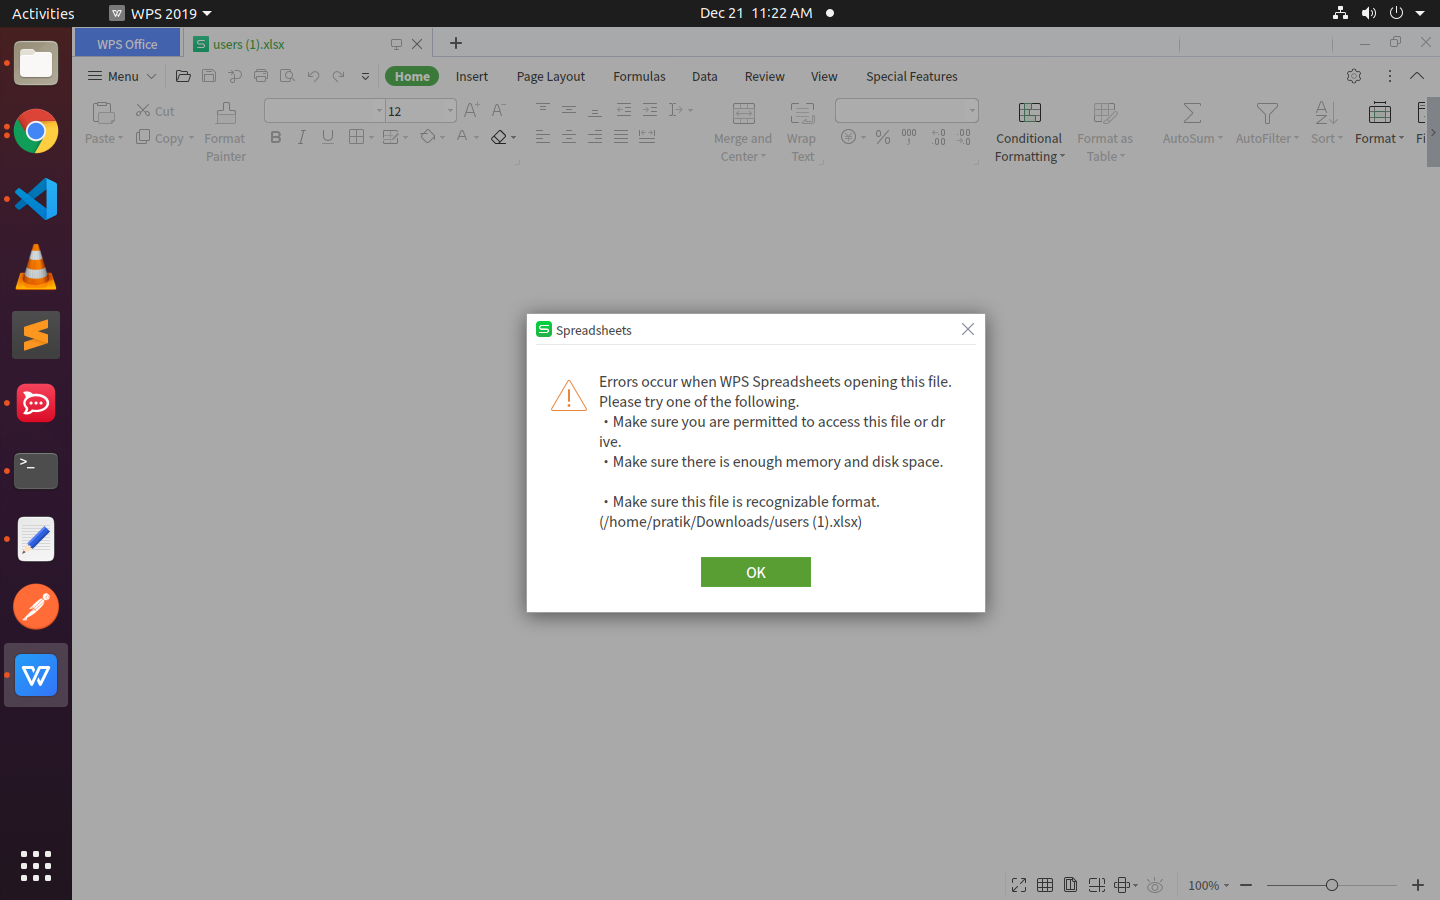 Activities WPS 2019 Dec 21 11:22 AM
WPS Office users (1).xlsx
Menu Home Insert Page Layout Formulas Data Review View Special Features
12
Cut
Paste Copy Format Painter Merge and Center Wrap Text Conditional Formatting Format as Table AutoSum AutoFilter Sort Format Fi
Spreadsheets
Errors occur when WPS Spreadsheets opening this file.
Please try one of the following.
・Make sure you are permitted to access this file or dr
ive.
・Make sure there is enough memory and disk space.
・Make sure this file is recognizable format.
(/home/pratik/Downloads/users (1).xlsx)
OK
100%